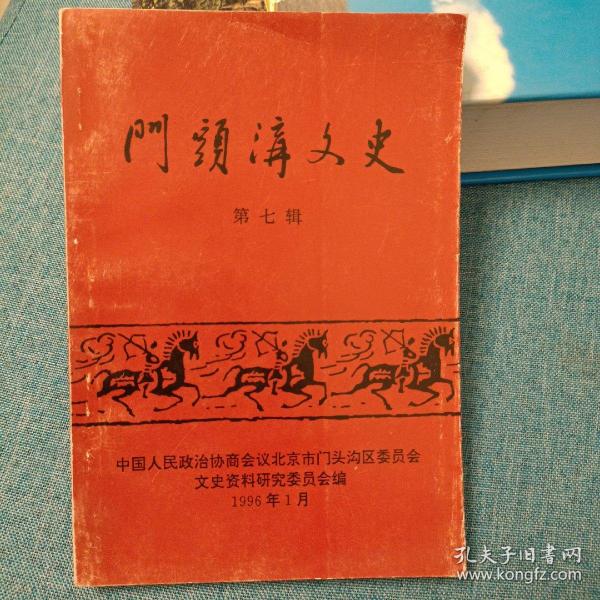 門頭溝文史
第七辑
中国人民政治协商会议北京市门头沟区委员会
文史资料研究委员会编
1996年1月
孔夫子旧书网
www.kongfz.com